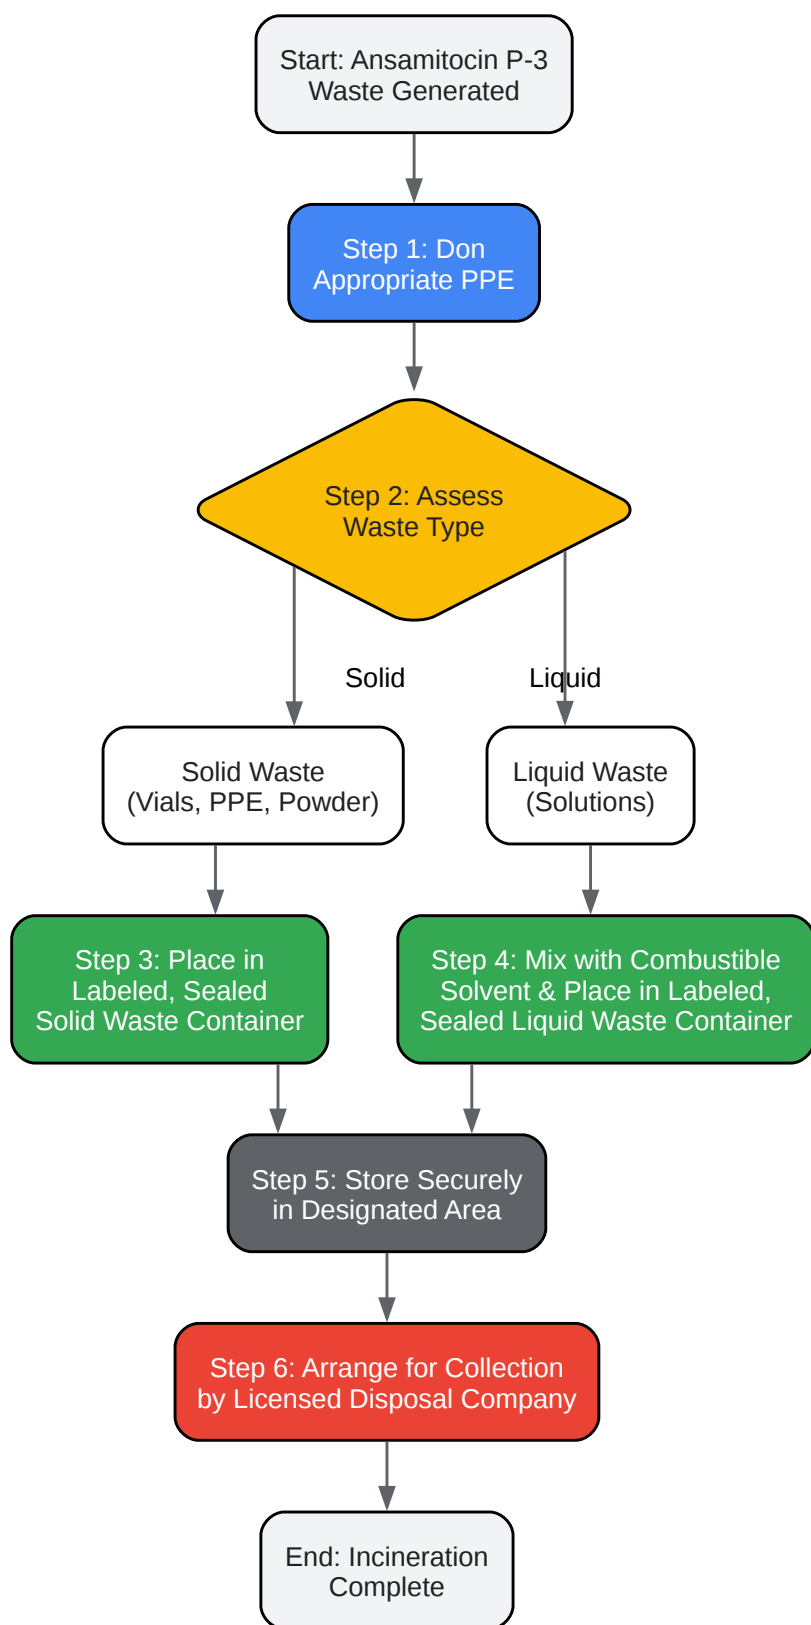 Start: Ansamitocin P-3
Waste Generated
Step 1: Don
Appropriate PPE
Step 2: Assess
Waste Type
Solid
Liquid
Solid Waste
(Vials, PPE, Powder)
Liquid Waste
(Solutions)
Step 3: Place in
Labeled, Sealed
Solid Waste Container
Step 4: Mix with Combustible
Solvent & Place in Labeled,
Sealed Liquid Waste Container
Step 5: Store Securely
in Designated Area
Step 6: Arrange for Collection
by Licensed Disposal Company
End: Incineration
Complete